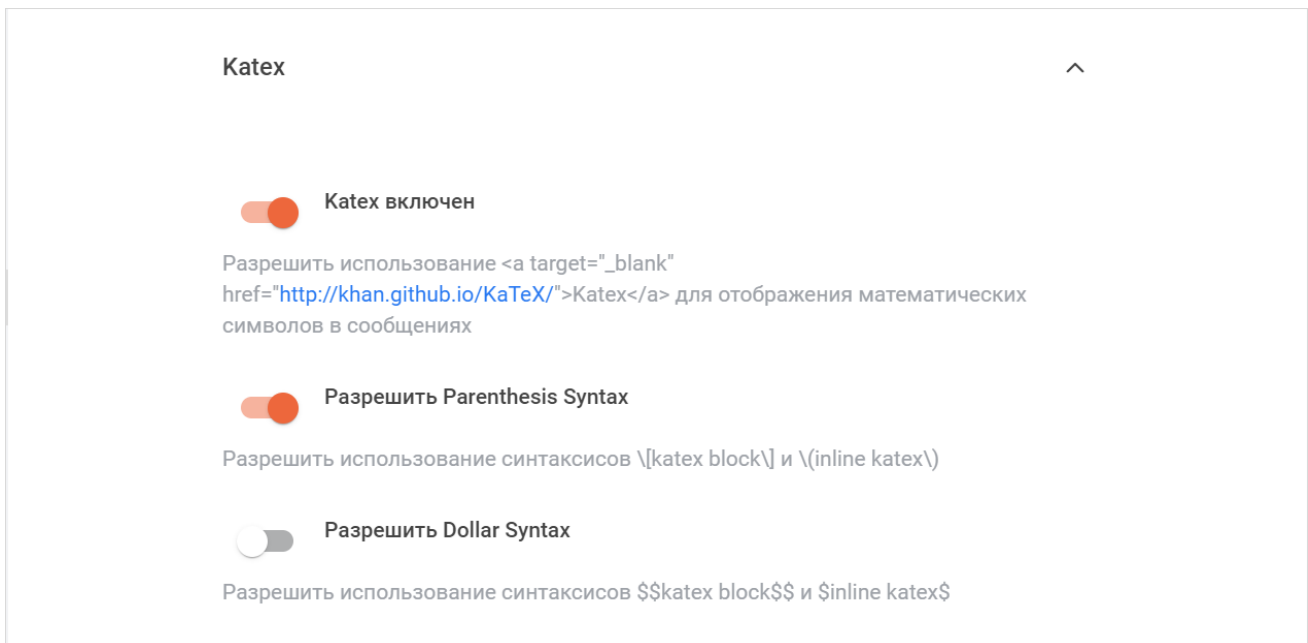 Katex
Katex включен
Разрешить использование <a target="_blank"
href="http://khan.github.io/KaTeX/">Katex</a> для отображения математических
символов в сообщениях
Разрешить Parenthesis Syntax
Разрешить использование синтаксисов \[katex block\] и \(inline katex\)
Разрешить Dollar Syntax
Разрешить использование синтаксисов $$katex block$$ и $inline katex$